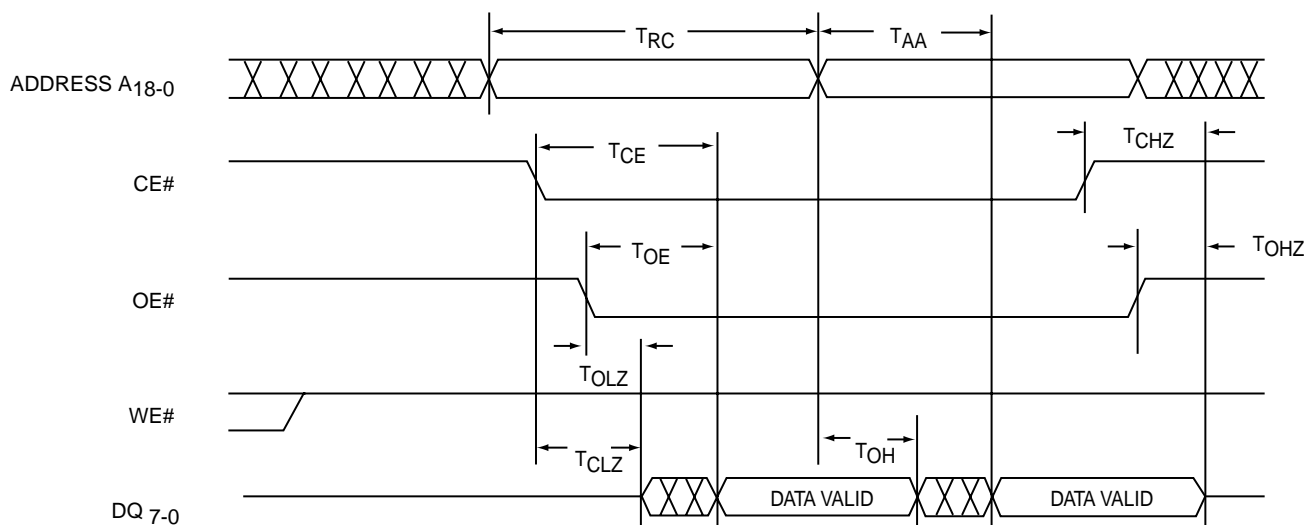 TRC TAA
ADDRESS A18-0
TCE TCHZ
CE#
TOE TOHZ
OE#
TOLZ
WE#
TCLZ TOH
DQ 7-0 DATA VALID DATA VALID